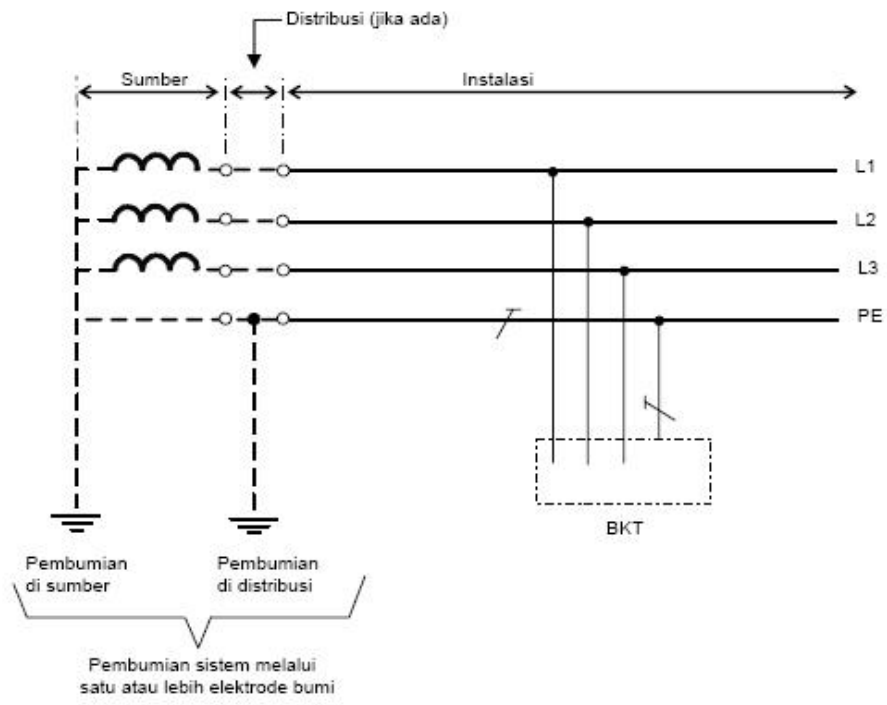 Distribusi (jika ada)
Sumber
Instalasi
L1
L2
L3
PE
BKT
Pembumian
di sumber
Pembumian
di distribusi
Pembumian sistem melalui
satu atau lebih elektrode bumi